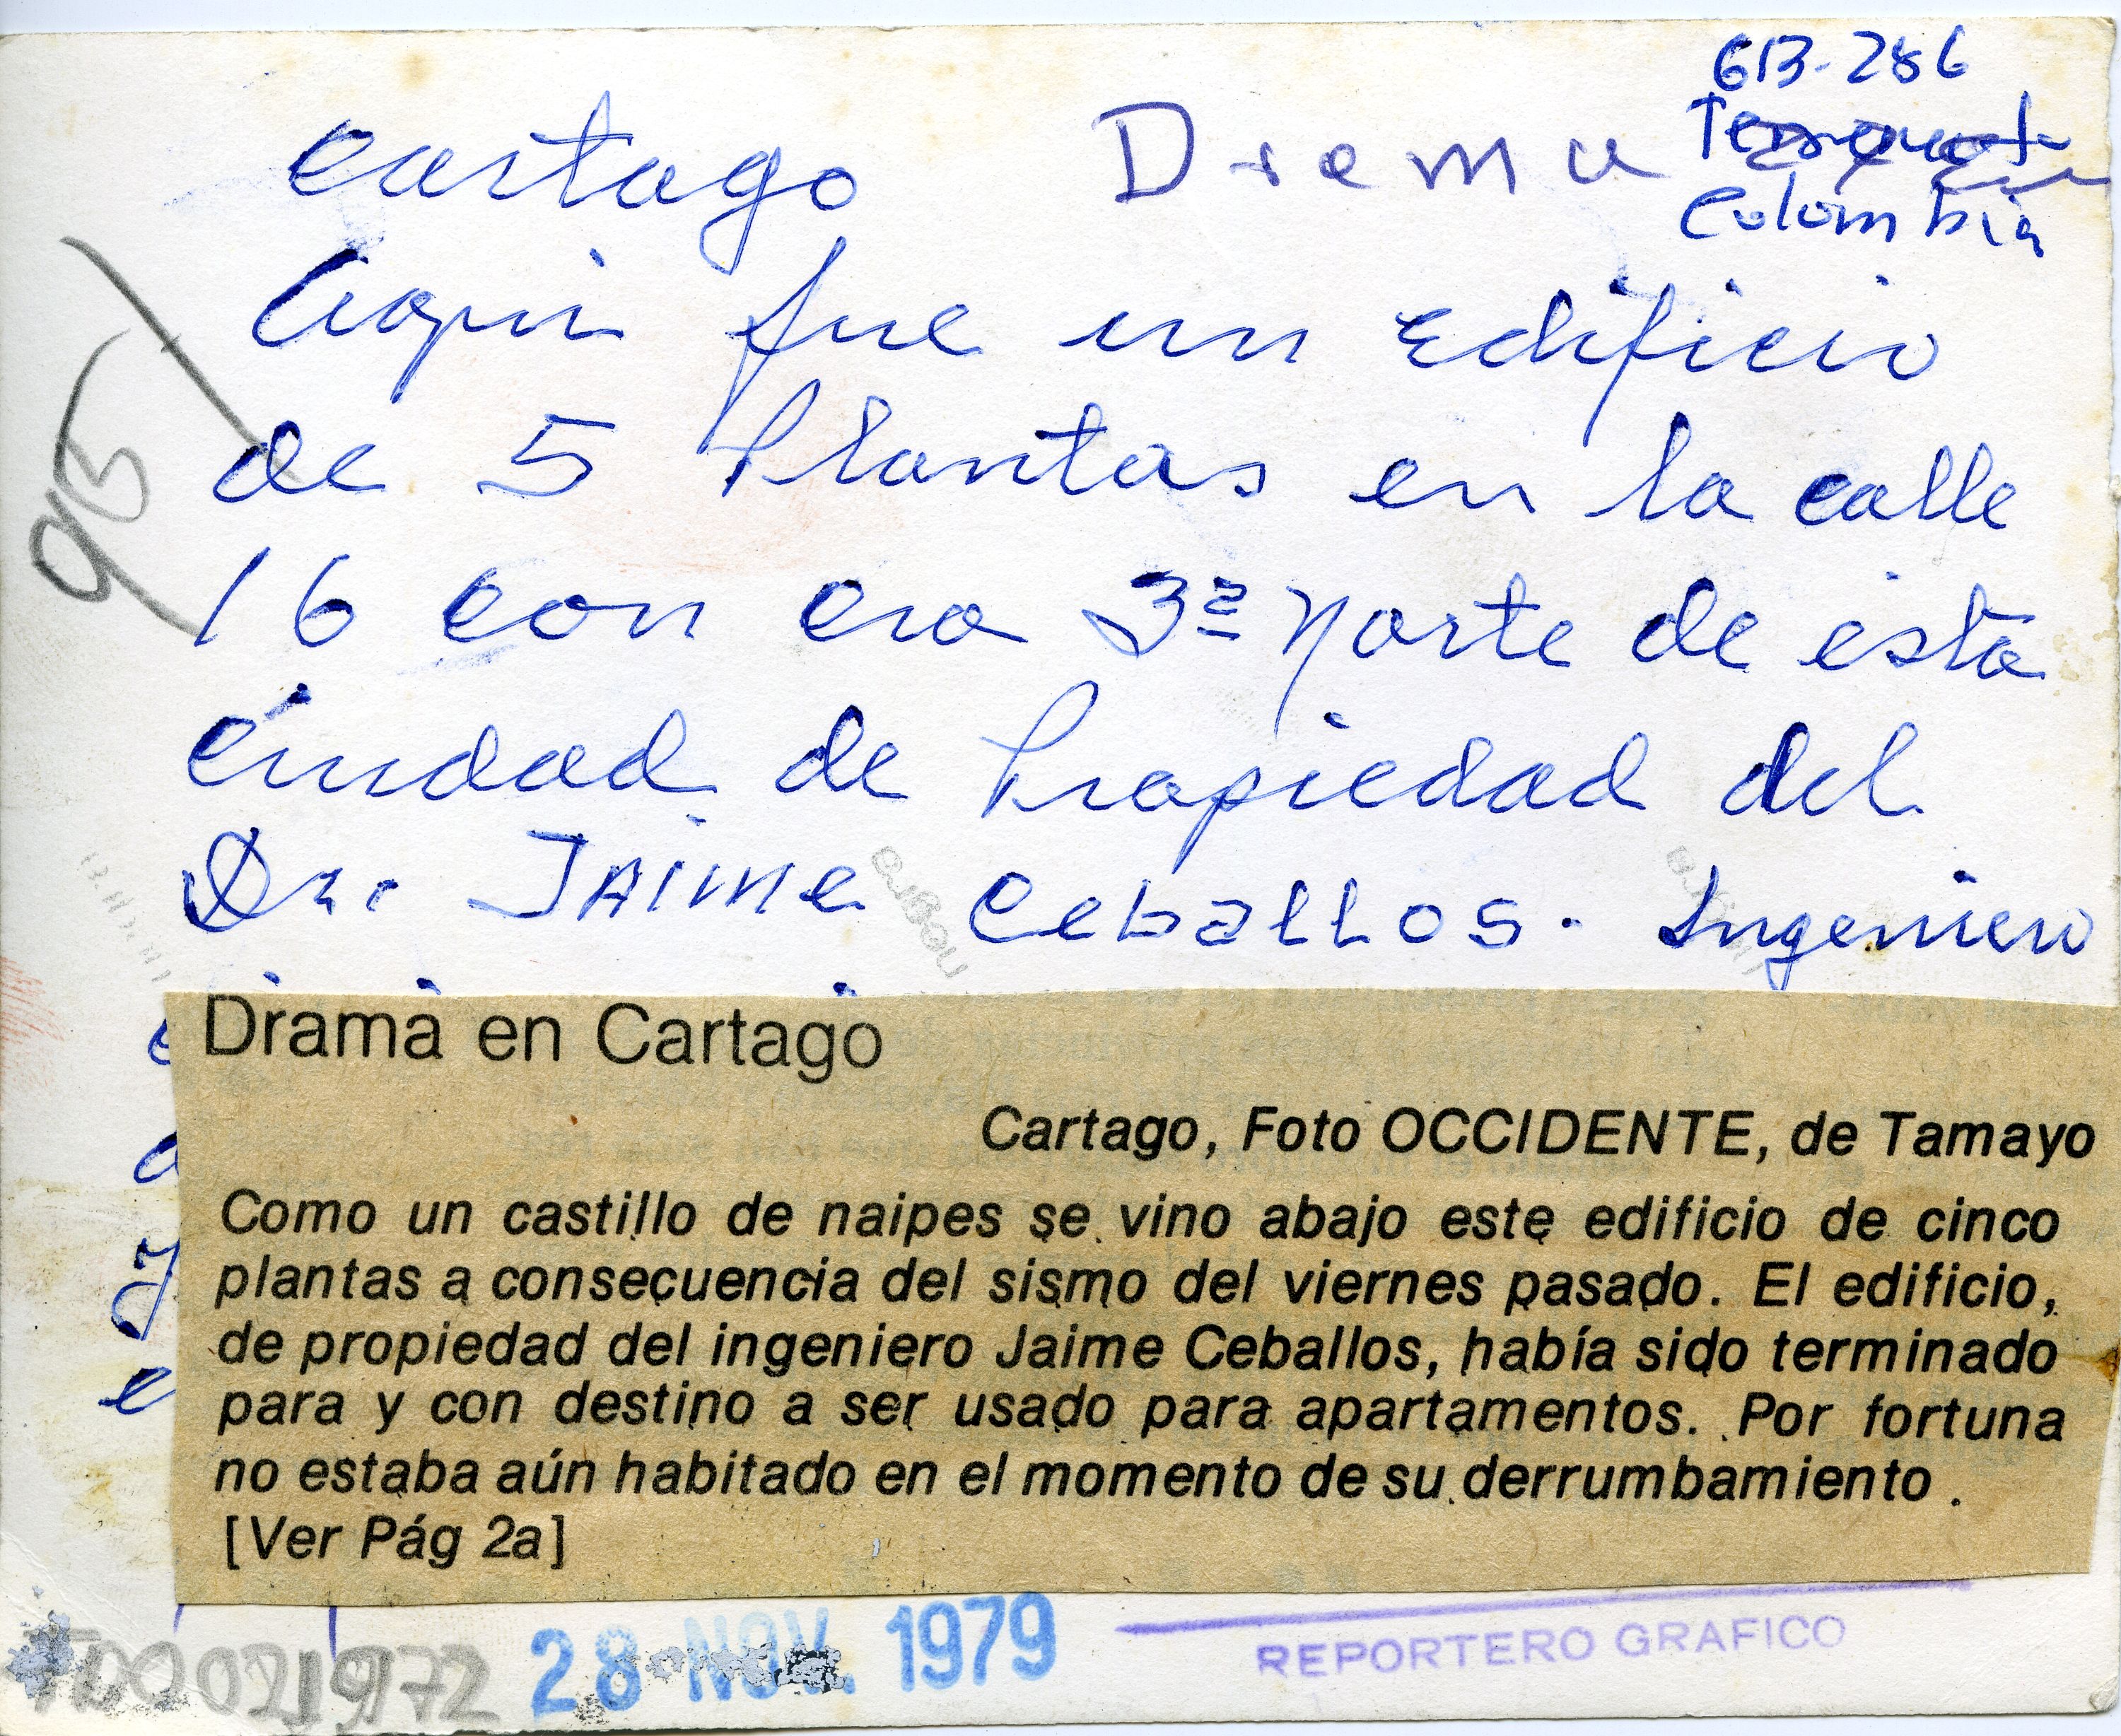 613-286
Terremoto
Colombia
Cartago Drama
Aqui fue un Edificio
de 5 Plantas en la calle
16 con cra 3ª Norte de esta
ciudad de Propiedad del
Dr. JAime Ceballos. Ingeniero
Drama en Cartago
Cartago, Foto OCCIDENTE, de Tamayo
Como un castillo de naipes se vino abajo este edificio de cinco
plantas a consecuencia del sismo del viernes pasado. El edificio,
de propiedad del ingeniero Jaime Ceballos, había sido terminado
para y con destino a ser usado para apartamentos. Por fortuna
no estaba aún habitado en el momento de su derrumbamiento.
[Ver Pág 2a]
28 NOV. 1979
REPORTERO GRAFICO